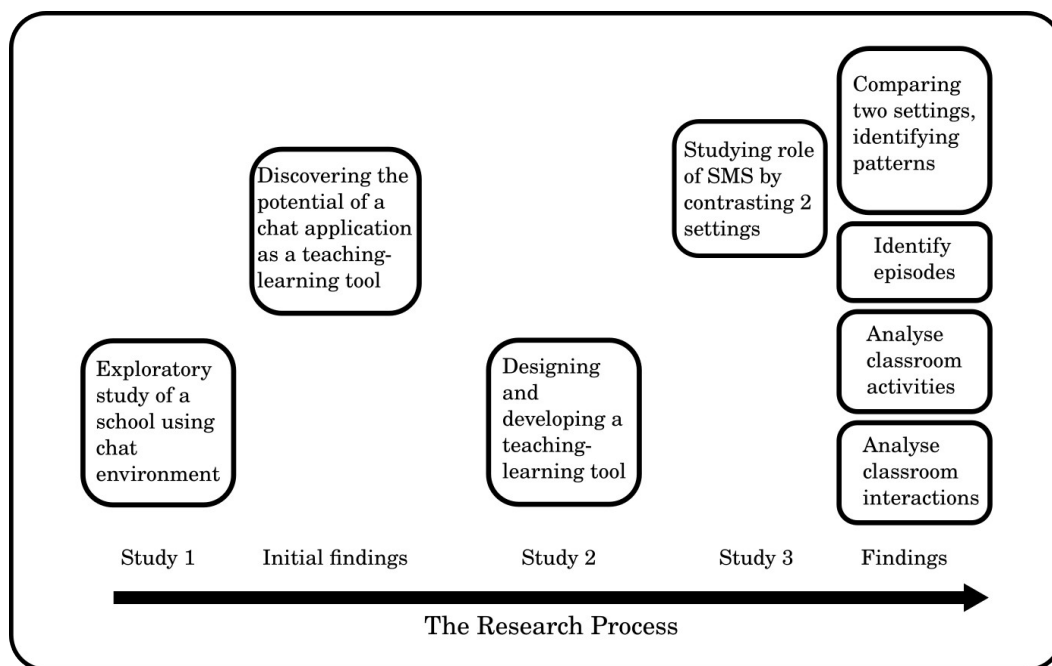 Exploratory
study of a
school using
chat
environment
Discovering the
potential of a
chat application
as a teaching-
learning tool
Designing
and
developing a
teaching-
learning tool
Studying role
of SMS by
contrasting 2
settings
Comparing
two settings,
identifying
patterns
Identify
episodes
Analyse
classroom
activities
Analyse
classroom
interactions
Study 1
Initial findings
Study 2
Study 3
Findings
The Research Process